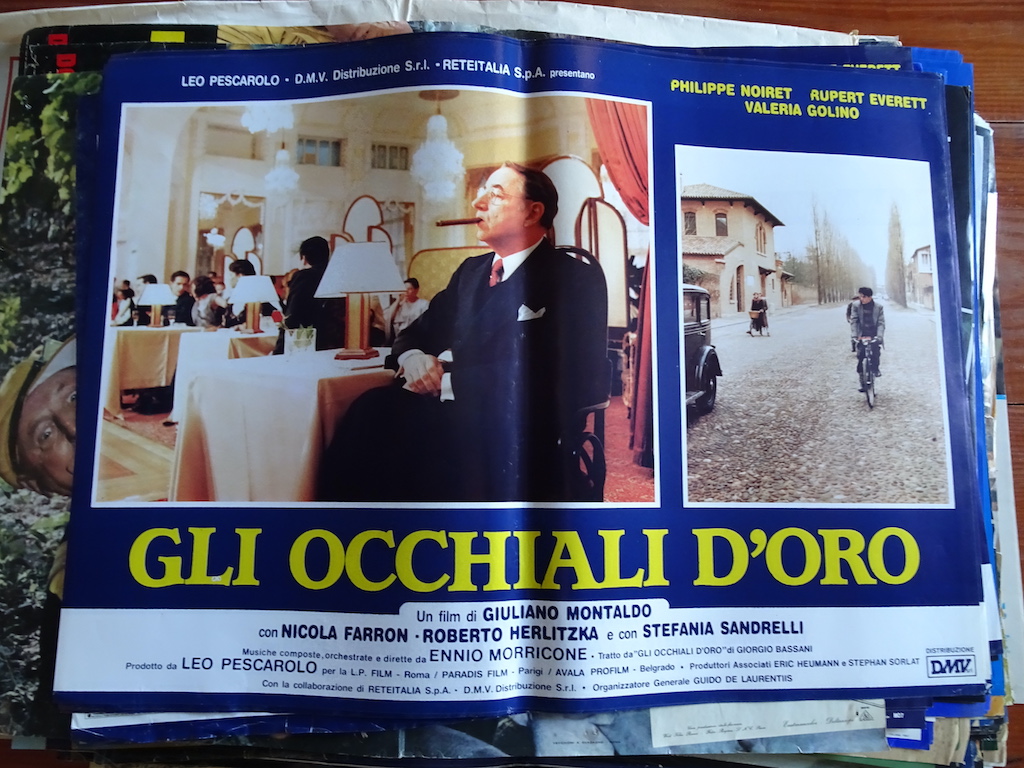 LEO PESCAROLO · D.M.V. Distribuzione S.r.l. · RETEITALIA S.p.A. presentano
PHILIPPE NOIRET RUPERT EVERETT
VALERIA GOLINO
GLI OCCHIALI D'ORO
Un film di GIULIANO MONTALDO
con NICOLA FARRON · ROBERTO HERLITZKA e con STEFANIA SANDRELLI
Musiche composte, orchestrate e dirette da ENNIO MORRICONE · Tratto da "GLI OCCHIALI D'ORO" di GIORGIO BASSANI
Prodotto da LEO PESCAROLO per la L.P. FILM - Roma / PARADIS FILM - Parigi / AVALA PROFILM - Belgrado · Produttori Associati ERIC HEUMANN e STEPHAN SORLAT
Con la collaborazione di RETEITALIA S.p.A. · D.M.V. Distribuzione S.r.l. · Organizzatore Generale GUIDO DE LAURENTIIS
DISTRIBUZIONE
DMV
EVERETT